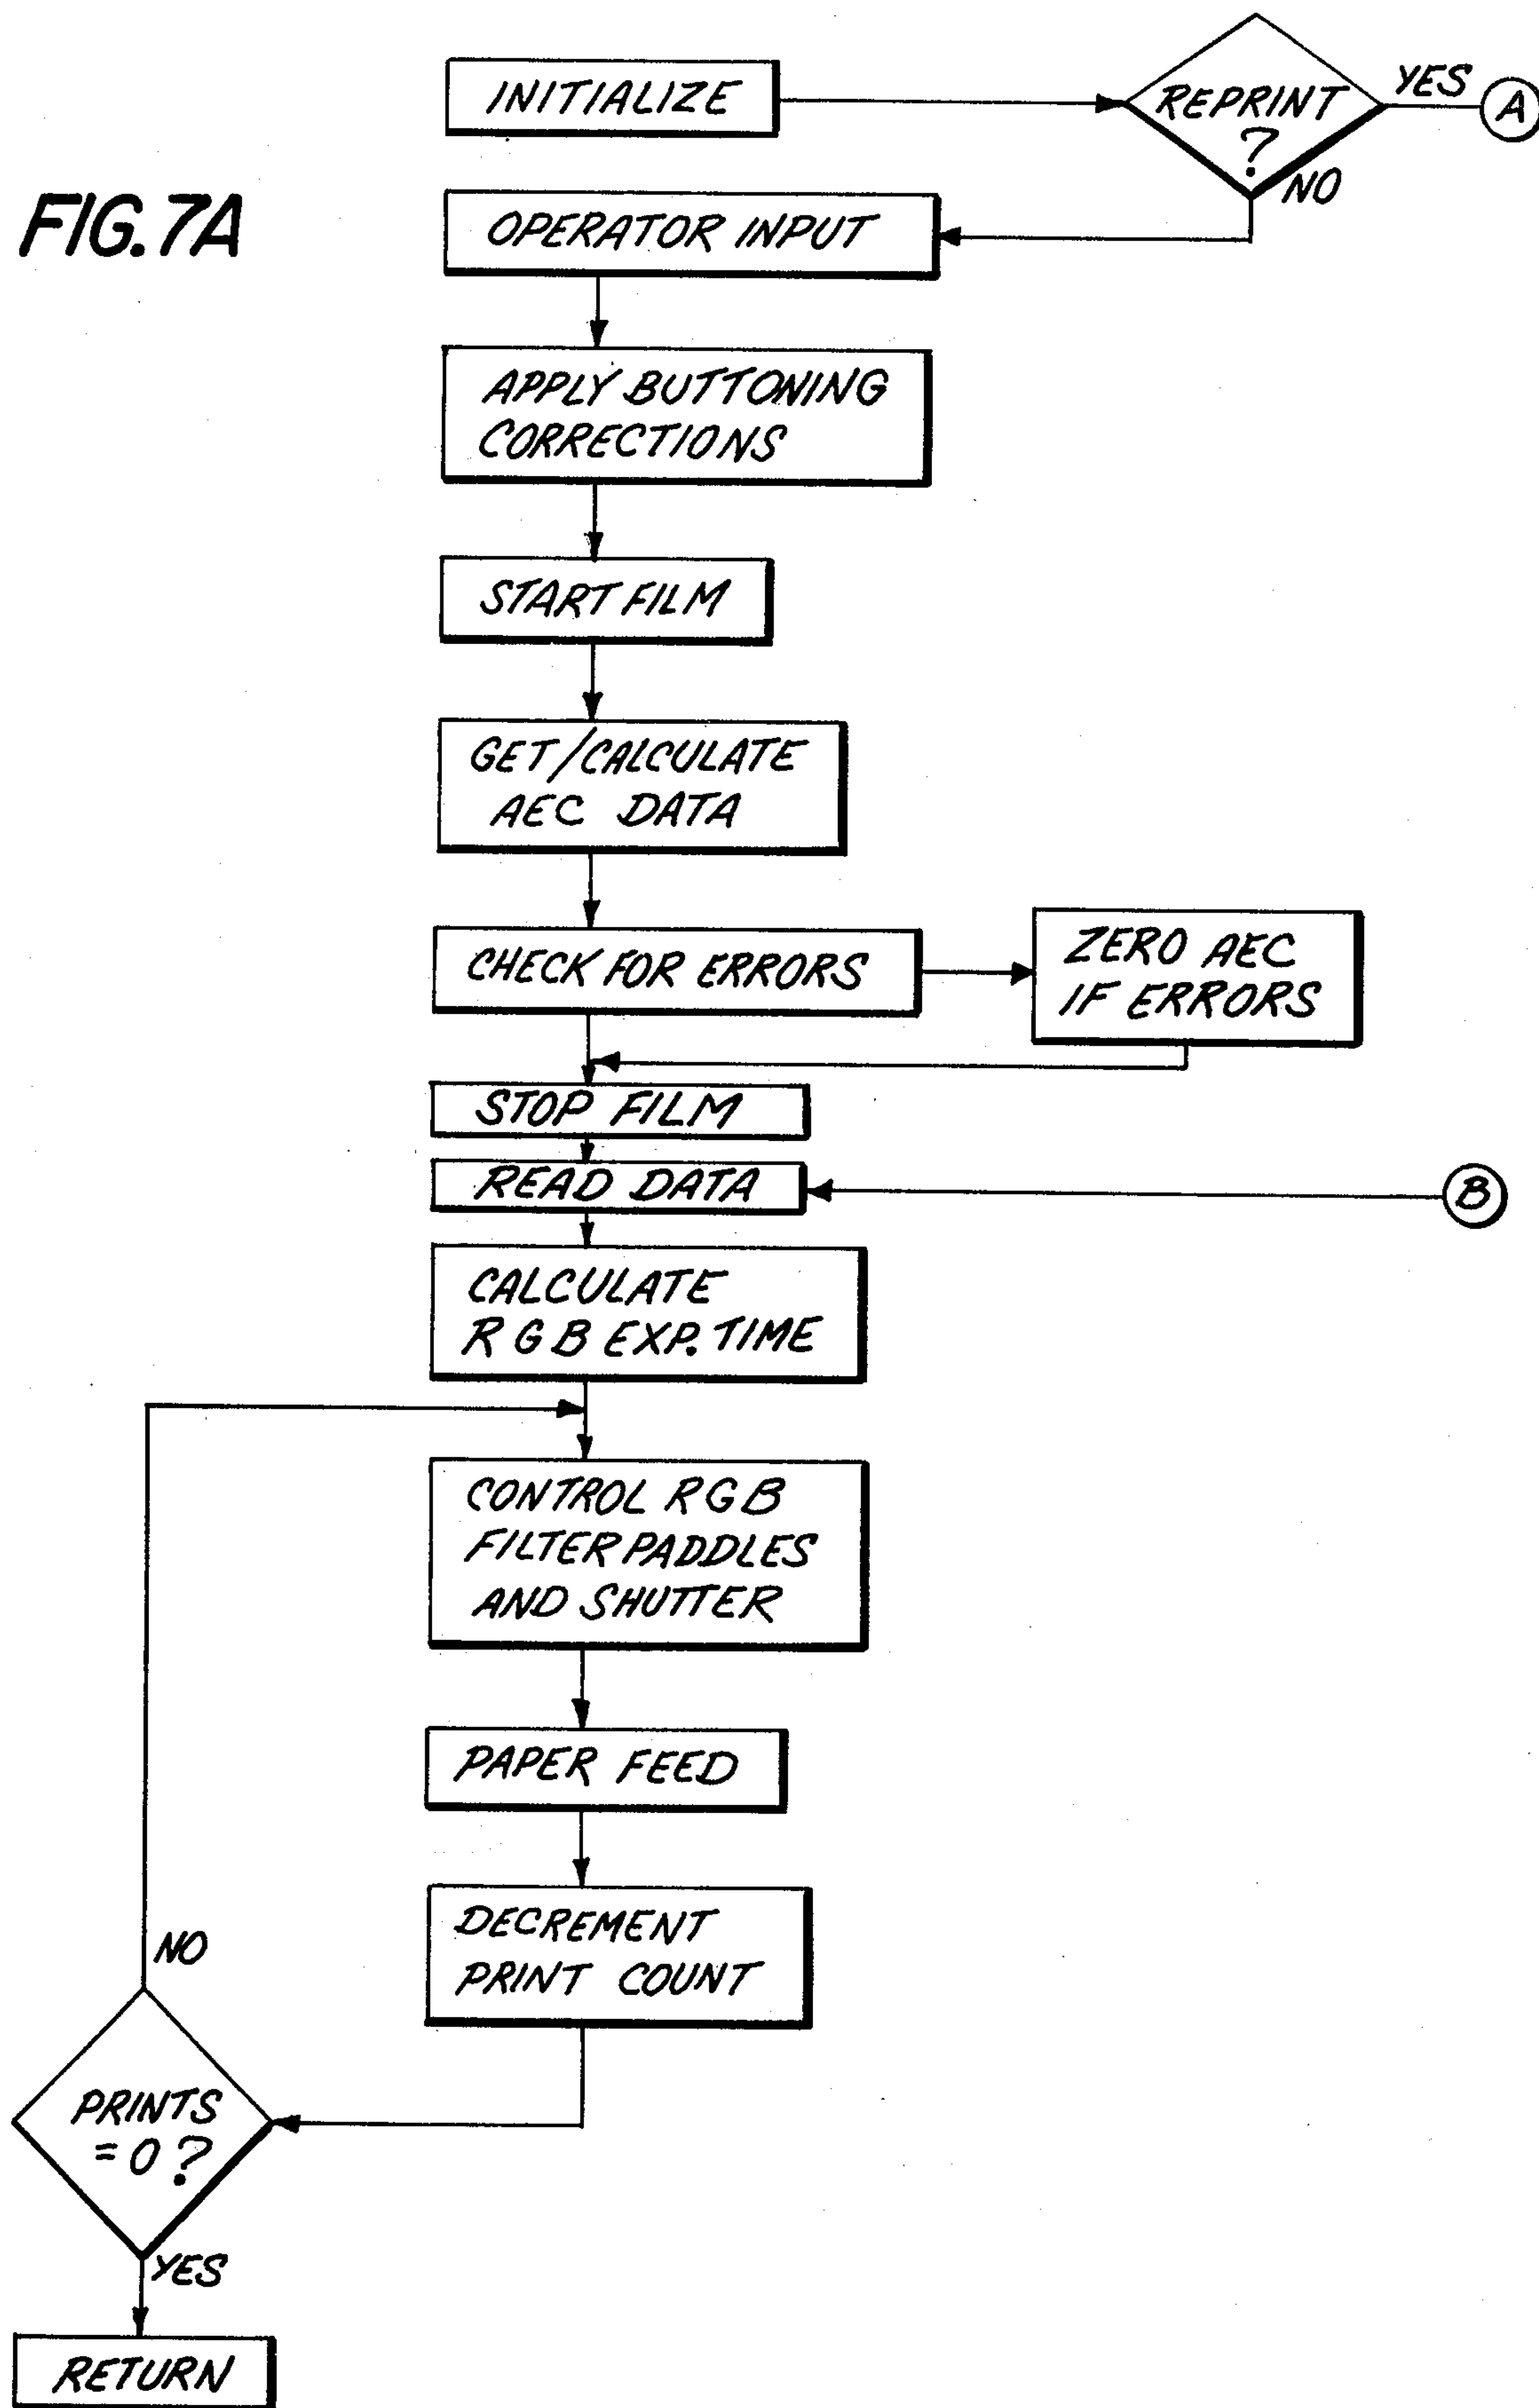 FIG. 7A
INITIALIZE
REPRINT
?
YES
A
NO
OPERATOR INPUT
APPLY BUTTONING
CORRECTIONS
START FILM
GET/CALCULATE
AEC DATA
CHECK FOR ERRORS
ZERO AEC
IF ERRORS
STOP FILM
READ DATA
B
CALCULATE
R G B EXP. TIME
CONTROL R G B
FILTER PADDLES
AND SHUTTER
PAPER FEED
DECREMENT
PRINT COUNT
NO
PRINTS
= 0 ?
YES
RETURN